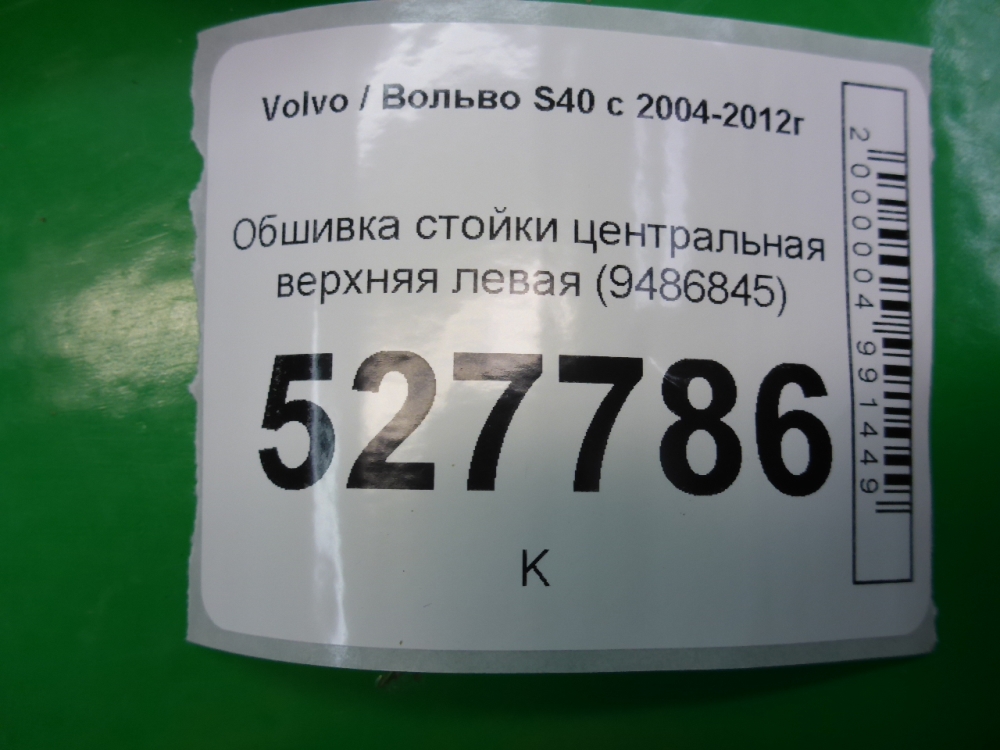 Volvo / Вольво S40 с 2004-2012г
Обшивка стойки центральная
верхняя левая (9486845)
527786
К
2000004991449